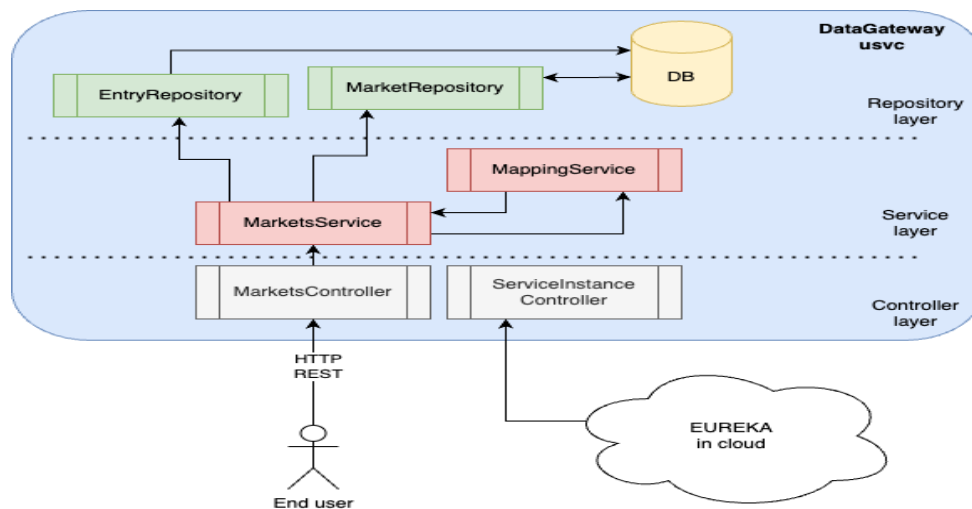 DataGateway
usvc
EntryRepository
MarketRepository
DB
Repository
layer
MappingService
MarketsService
Service
layer
MarketsController
ServiceInstance
Controller
Controller
layer
HTTP
REST
EUREKA
in cloud
End user